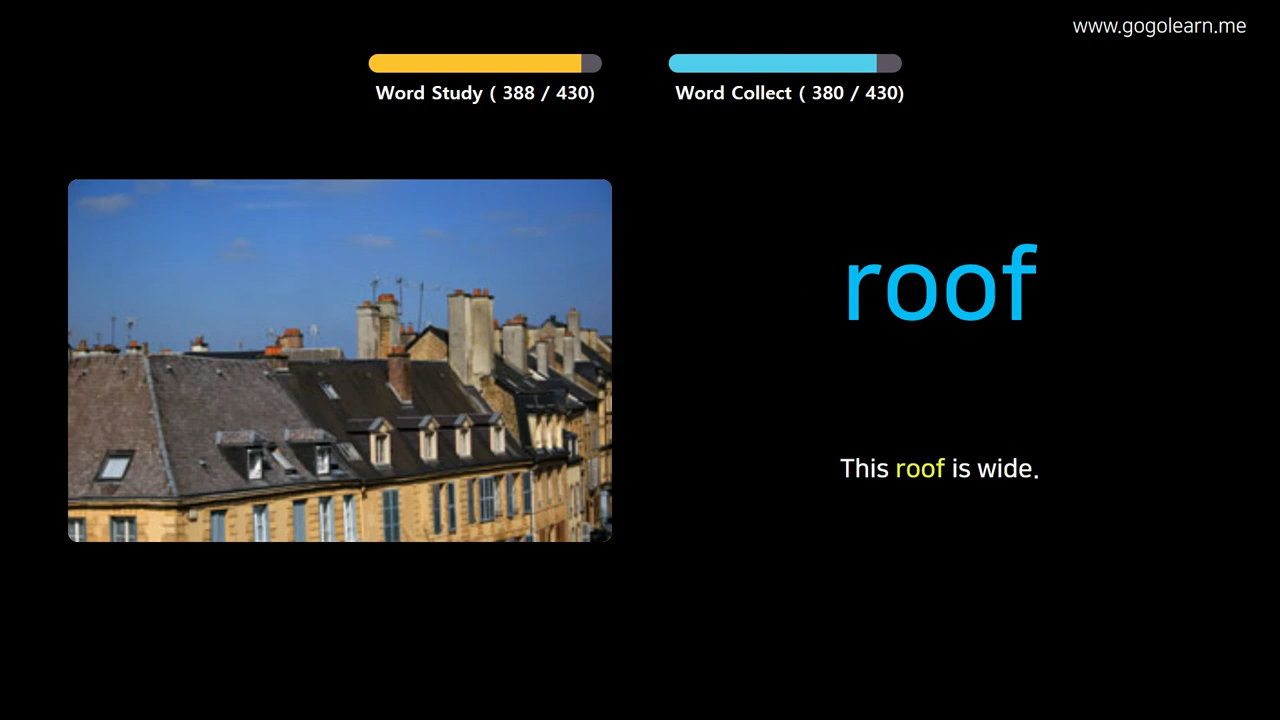 www.gogolearn.me
Word Study ( 388 / 430)
Word Collect ( 380 / 430)
roof
This roof is wide.